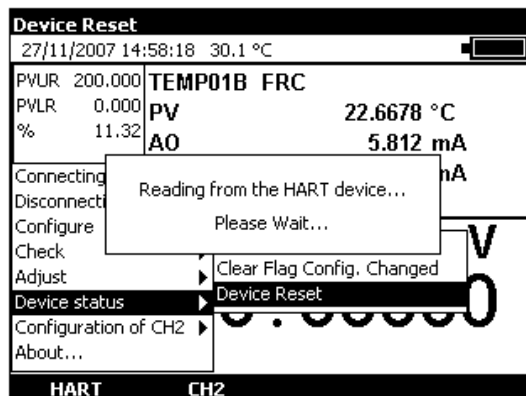 Device Reset
27/11/2007 14:58:18 30.1 °C
PVUR 200.000 TEMP01B FRC
PVLR 0.000 PV 22.6678 °C
% 11.32 AO 5.812 mA
mA
Connecting
Reading from the HART device...
Disconnecti
Please Wait...
Configure
V
Check
Clear Flag Config. Changed
Adjust
Device Reset
Device status
Configuration of CH2
About...
HART CH2